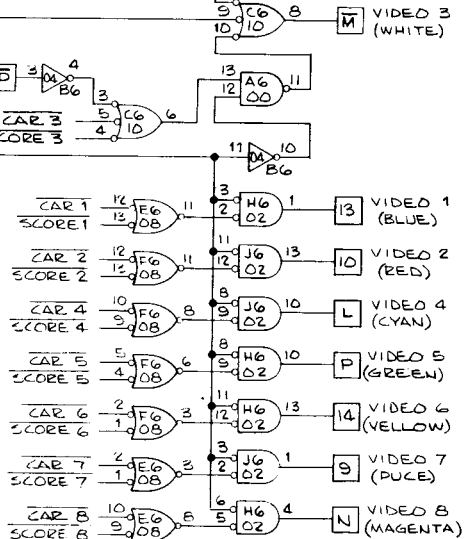 9 C6 8 M VIDEO 3
10 10 (WHITE)
D 3 04 4
B6
13 A6 11
12 00
3 C6 6
CAR 3 5 10
SCORE 3 4
11 04 10
B6
CAR 1 12 E6 11 3 H6 1 13 VIDEO 1
SCORE 1 13 08 2 02 (BLUE)
CAR 2 12 F6 11 11 J6 13 10 VIDEO 2
SCORE 2 13 08 12 02 (RED)
CAR 4 10 F6 8 8 J6 10 L VIDEO 4
SCORE 4 9 08 9 02 (CYAN)
CAR 5 5 F6 6 8 H6 10 P VIDEO 5
SCORE 5 4 08 9 02 (GREEN)
CAR 6 2 F6 3 11 H6 13 14 VIDEO 6
SCORE 6 1 08 12 02 (YELLOW)
CAR 7 2 E6 3 3 J6 1 9 VIDEO 7
SCORE 7 1 08 2 02 (PUCE)
CAR 8 10 E6 8 6 H6 4 N VIDEO 8
SCORE 8 9 08 5 02 (MAGENTA)